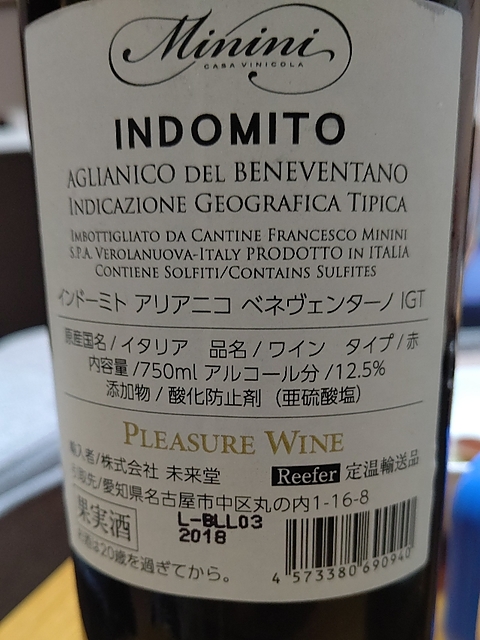 Minini
CASA VINICOLA
INDOMITO
AGLIANICO DEL BENEVENTANO
INDICAZIONE GEOGRAFICA TIPICA
IMBOTTIGLIATO DA CANTINE FRANCESCO MININI
S.P.A. VEROLANUOVA-ITALY PRODOTTO IN ITALIA
CONTIENE SOLFITI/CONTAINS SULFITES
インドーミト アリアニコ ベネヴェンターノ IGT
原産国名/イタリア 品名/ワイン タイプ/赤
内容量/750ml アルコール分/12.5%
添加物/酸化防止剤(亜硫酸塩)
PLEASURE WINE
輸入者/株式会社 未来堂 Reefer 定温輸送品
引取先/愛知県名古屋市中区丸の内1-16-8
果実酒 L-BLL03
2018
お酒は20歳を過ぎてから。
4 573380 690940